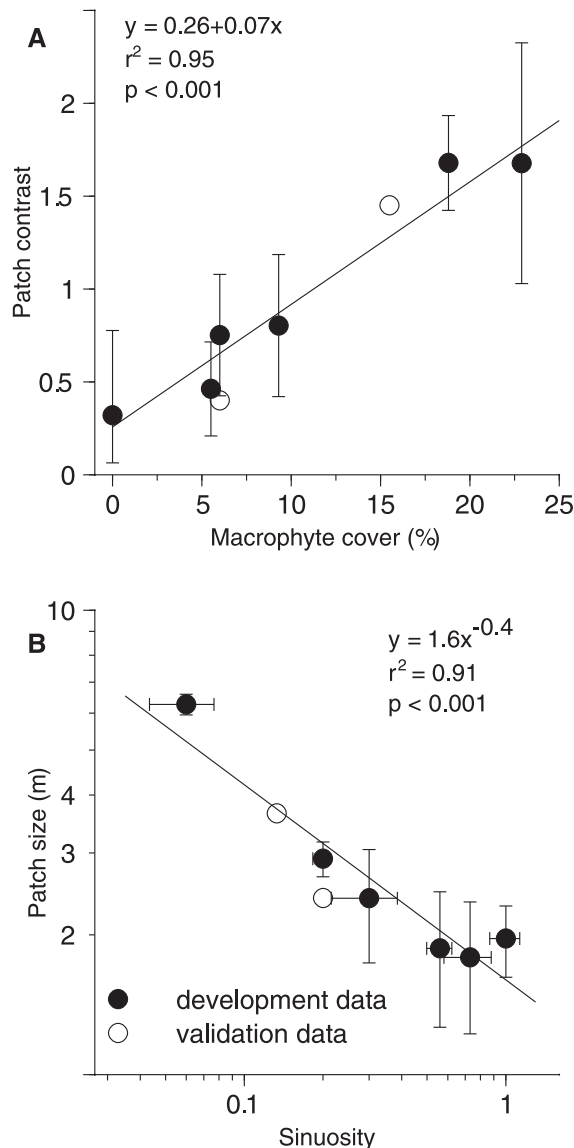 A
y = 0.26+0.07x
r² = 0.95
p < 0.001
2
1.5
1
0.5
0
Patch contrast
0 5 10 15 20 25
Macrophyte cover (%)
B
y = 1.6x⁻⁰·⁴
r² = 0.91
p < 0.001
10
4
3
2
Patch size (m)
development data
validation data
0.1 1
Sinuosity